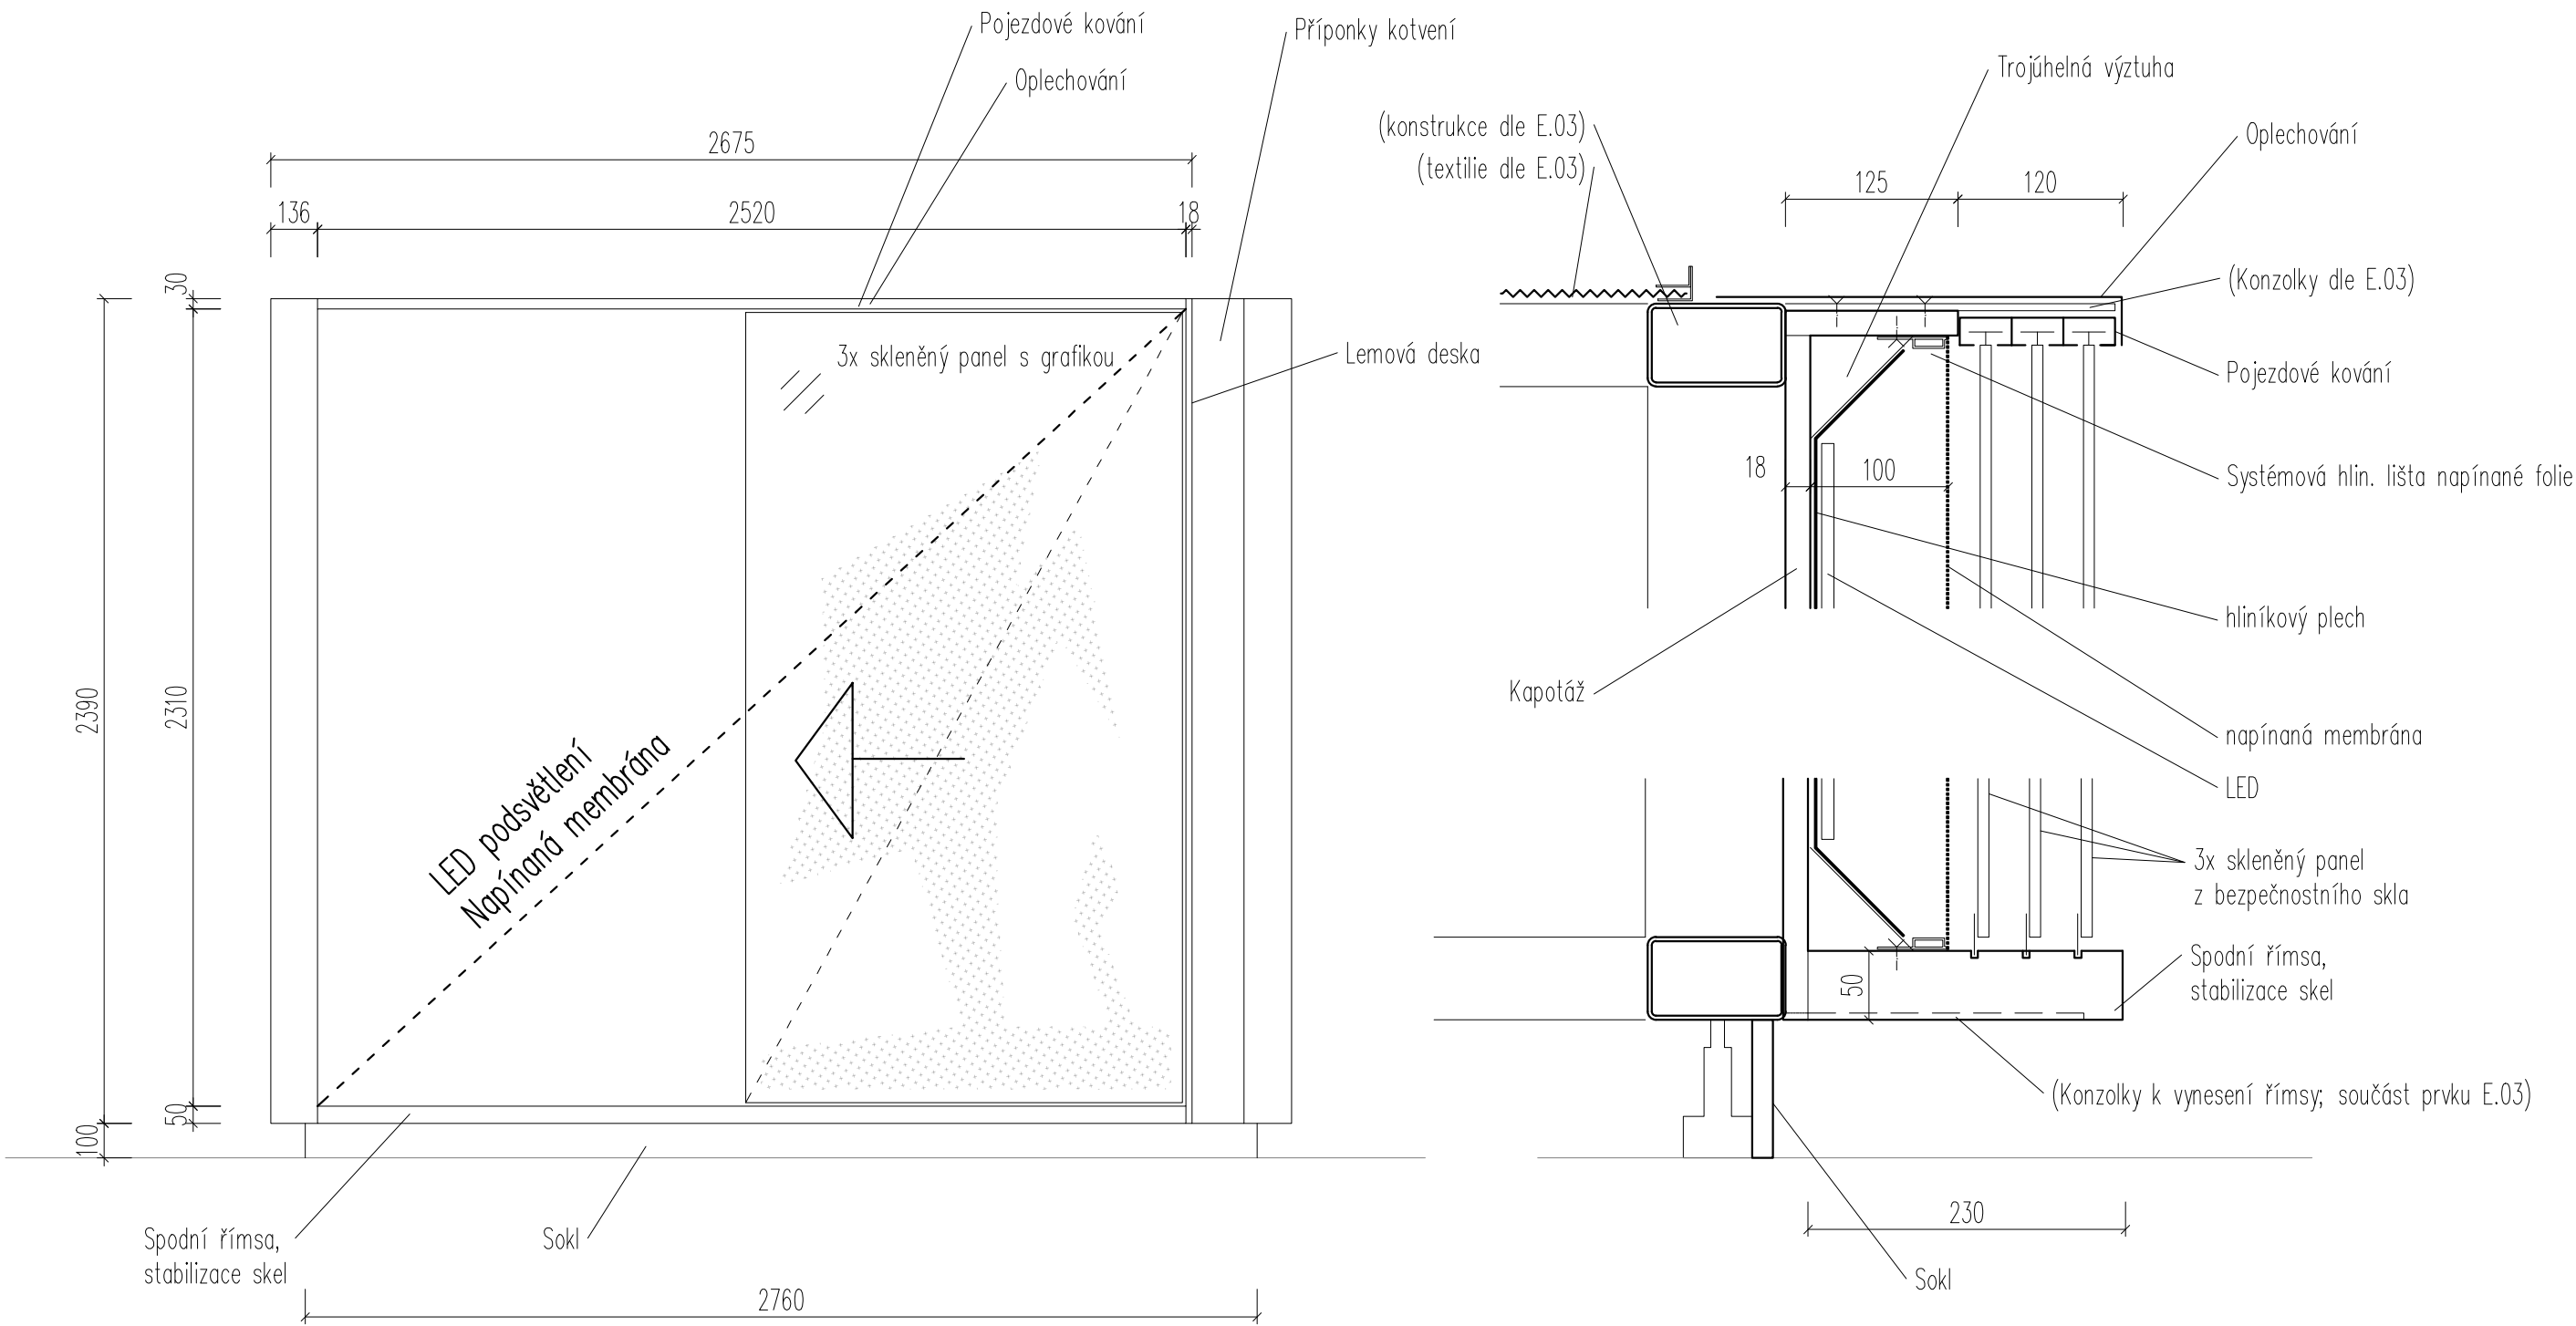 Pojezdové kování
Oplechování
Příponky kotvení
2675
136
2520
18
30
2310
2390
50
100
3x skleněný panel s grafikou
Lemová deska
LED podsvětlení
Napínaná membrána
Spodní římsa,
stabilizace skel
Sokl
2760
Trojúhelná výztuha
(konstrukce dle E.03)
(textilie dle E.03)
Oplechování
125
120
(Konzolky dle E.03)
Pojezdové kování
Systémová hlin. lišta napínané folie
18
100
hliníkový plech
Kapotáž
napínaná membrána
LED
3x skleněný panel
z bezpečnostního skla
Spodní římsa,
stabilizace skel
50
(Konzolky k vynesení římsy; součást prvku E.03)
230
Sokl